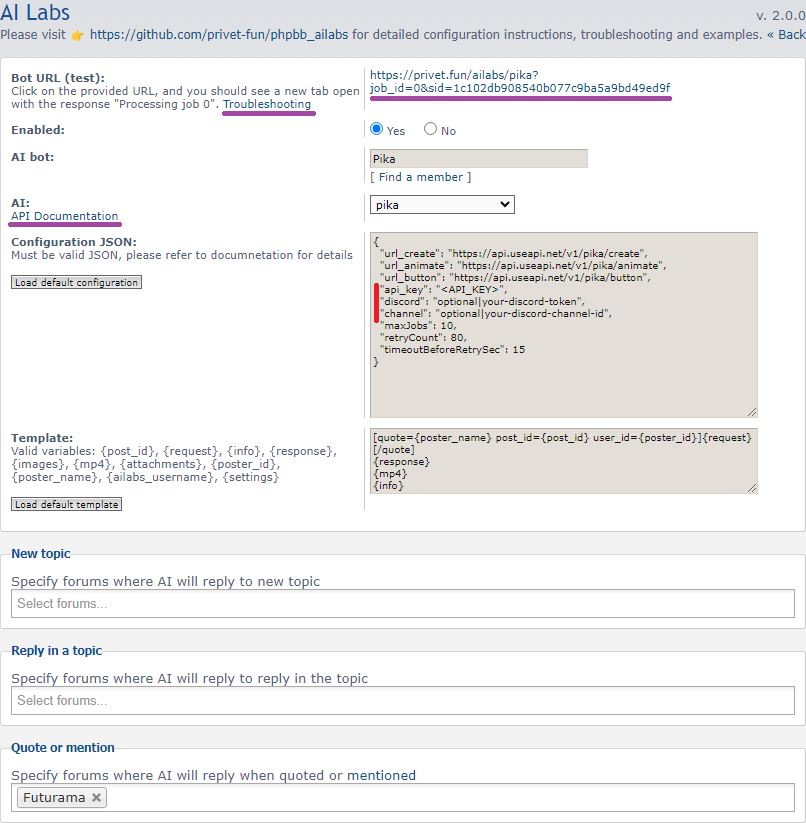 AI Labs
v. 2.0.0
Please visit 👉 https://github.com/privet-fun/phpbb_ailabs for detailed configuration instructions, troubleshooting and examples. « Back
Bot URL (test):
Click on the provided URL, and you should see a new tab open
with the response "Processing job 0". Troubleshooting
https://privet.fun/ailabs/pika?
job_id=0&sid=1c102db908540b077c9ba5a9bd49ed9f
Enabled:
Yes No
AI bot:
Pika
[ Find a member ]
AI:
API Documentation
pika
Configuration JSON:
Must be valid JSON, please refer to documnetation for details
Load default configuration
{
"url_create": "https://api.useapi.net/v1/pika/create",
"url_animate": "https://api.useapi.net/v1/pika/animate",
"url_button": "https://api.useapi.net/v1/pika/button",
"api_key": "<API_KEY>",
"discord": "optional|your-discord-token",
"channel": "optional|your-discord-channel-id",
"maxJobs": 10,
"retryCount": 80,
"timeoutBeforeRetrySec": 15
}
Template:
Valid variables: {post_id}, {request}, {info}, {response},
{images}, {mp4}, {attachments}, {poster_id},
{poster_name}, {ailabs_username}, {settings}
Load default template
[quote={poster_name} post_id={post_id} user_id={poster_id}]{request}
[/quote]
{response}
{mp4}
{info}
New topic
Specify forums where AI will reply to new topic
Select forums...
Reply in a topic
Specify forums where AI will reply to reply in the topic
Select forums...
Quote or mention
Specify forums where AI will reply when quoted or mentioned
Futurama ×